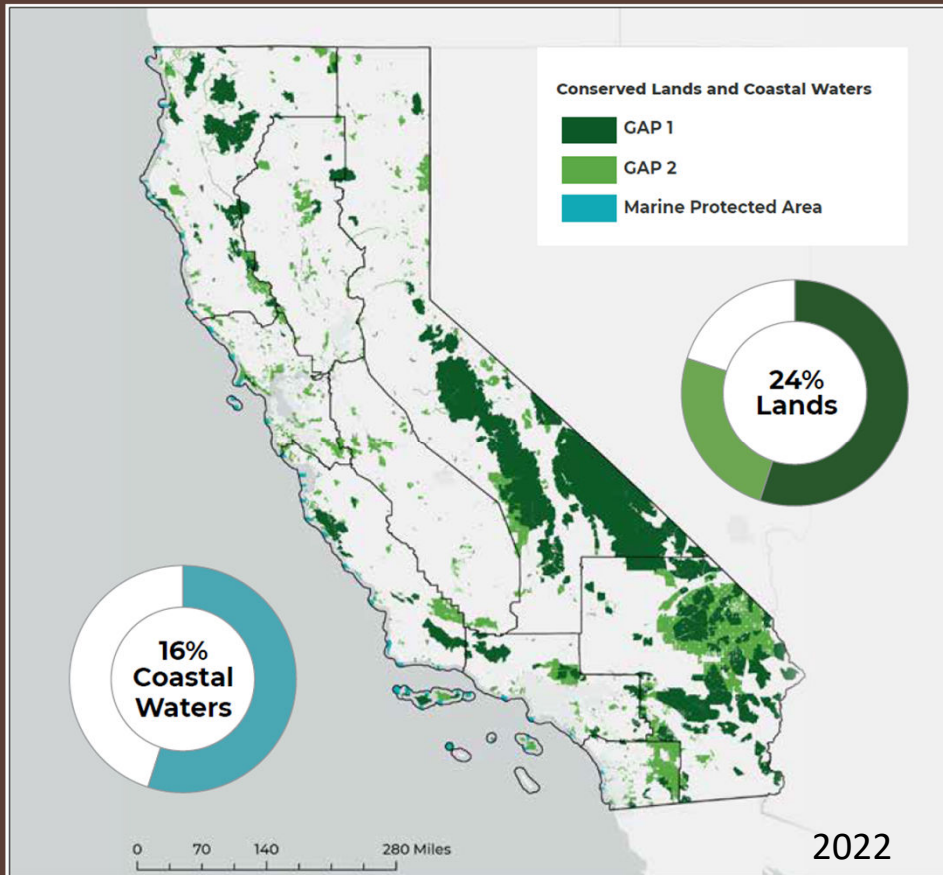 Conserved Lands and Coastal Waters
GAP 1
GAP 2
Marine Protected Area
24%
Lands
16%
Coastal
Waters
0 70 140 280 Miles
2022